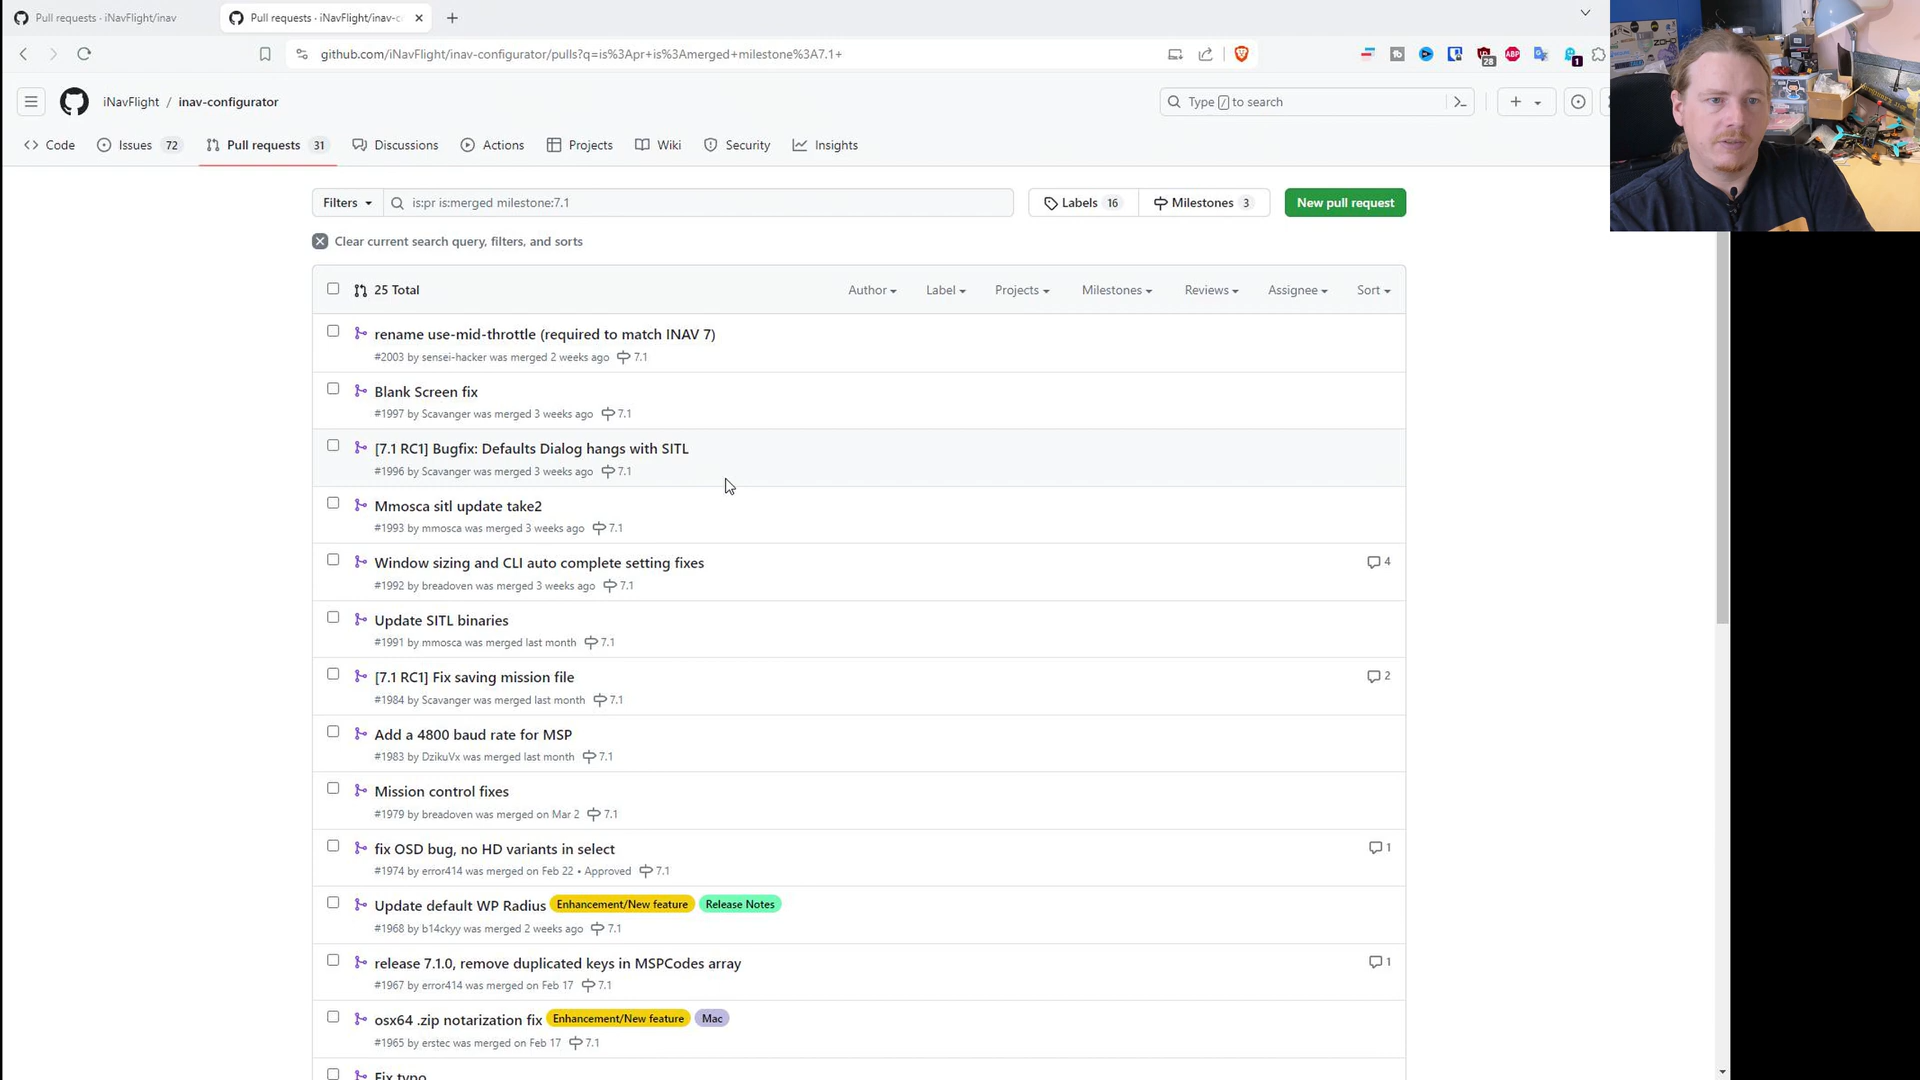 Pull requests · iNavFlight/inav
Pull requests · iNavFlight/inav-c
github.com/iNavFlight/inav-configurator/pulls?q=is%3Apr+is%3Amerged+milestone%3A7.1+
28
ABP
1
iNavFlight / inav-configurator
Type / to search
Code
Issues 72
Pull requests 31
Discussions
Actions
Projects
Wiki
Security
Insights
Filters
is:pr is:merged milestone:7.1
Labels 16
Milestones 3
New pull request
Clear current search query, filters, and sorts
25 Total
Author
Label
Projects
Milestones
Reviews
Assignee
Sort
rename use-mid-throttle (required to match INAV 7)
#2003 by sensei-hacker was merged 2 weeks ago 7.1
Blank Screen fix
#1997 by Scavanger was merged 3 weeks ago 7.1
[7.1 RC1] Bugfix: Defaults Dialog hangs with SITL
#1996 by Scavanger was merged 3 weeks ago 7.1
Mmosca sitl update take2
#1993 by mmosca was merged 3 weeks ago 7.1
Window sizing and CLI auto complete setting fixes
4
#1992 by breadoven was merged 3 weeks ago 7.1
Update SITL binaries
#1991 by mmosca was merged last month 7.1
[7.1 RC1] Fix saving mission file
2
#1984 by Scavanger was merged last month 7.1
Add a 4800 baud rate for MSP
#1983 by DzikuVx was merged last month 7.1
Mission control fixes
#1979 by breadoven was merged on Mar 2 7.1
fix OSD bug, no HD variants in select
1
#1974 by error414 was merged on Feb 22 • Approved 7.1
Update default WP Radius Enhancement/New feature Release Notes
#1968 by b14ckyy was merged 2 weeks ago 7.1
release 7.1.0, remove duplicated keys in MSPCodes array
1
#1967 by error414 was merged on Feb 17 7.1
osx64 .zip notarization fix Enhancement/New feature Mac
#1965 by erstec was merged on Feb 17 7.1
Fix typo